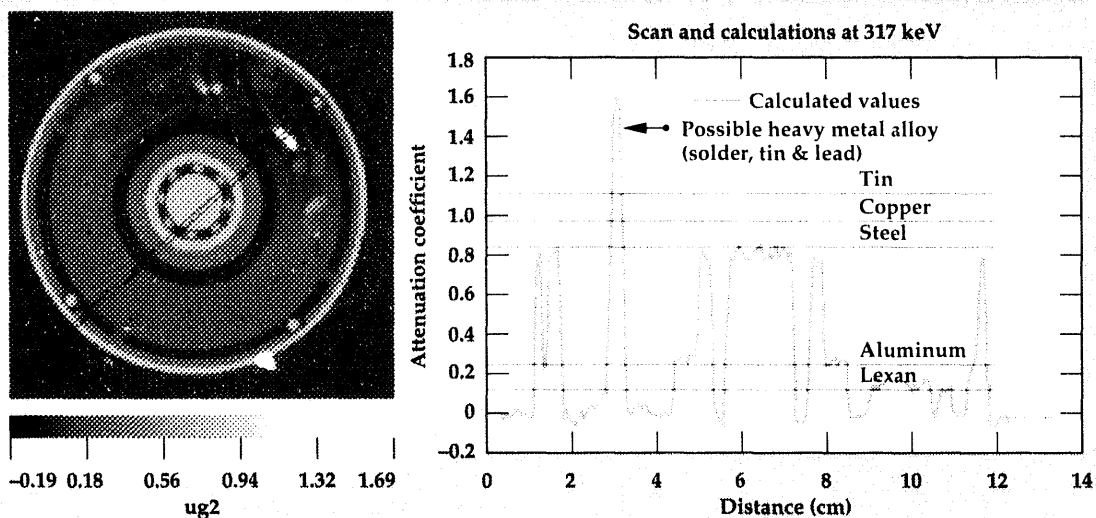 −0.19 0.18 0.56 0.94 1.32 1.69
ug2
Scan and calculations at 317 keV
Attenuation coefficient
1.8
1.6
1.4
1.2
1.0
0.8
0.6
0.4
0.2
0
−0.2
Calculated values
Possible heavy metal alloy
(solder, tin & lead)
Tin
Copper
Steel
Aluminum
Lexan
0 2 4 6 8 10 12 14
Distance (cm)